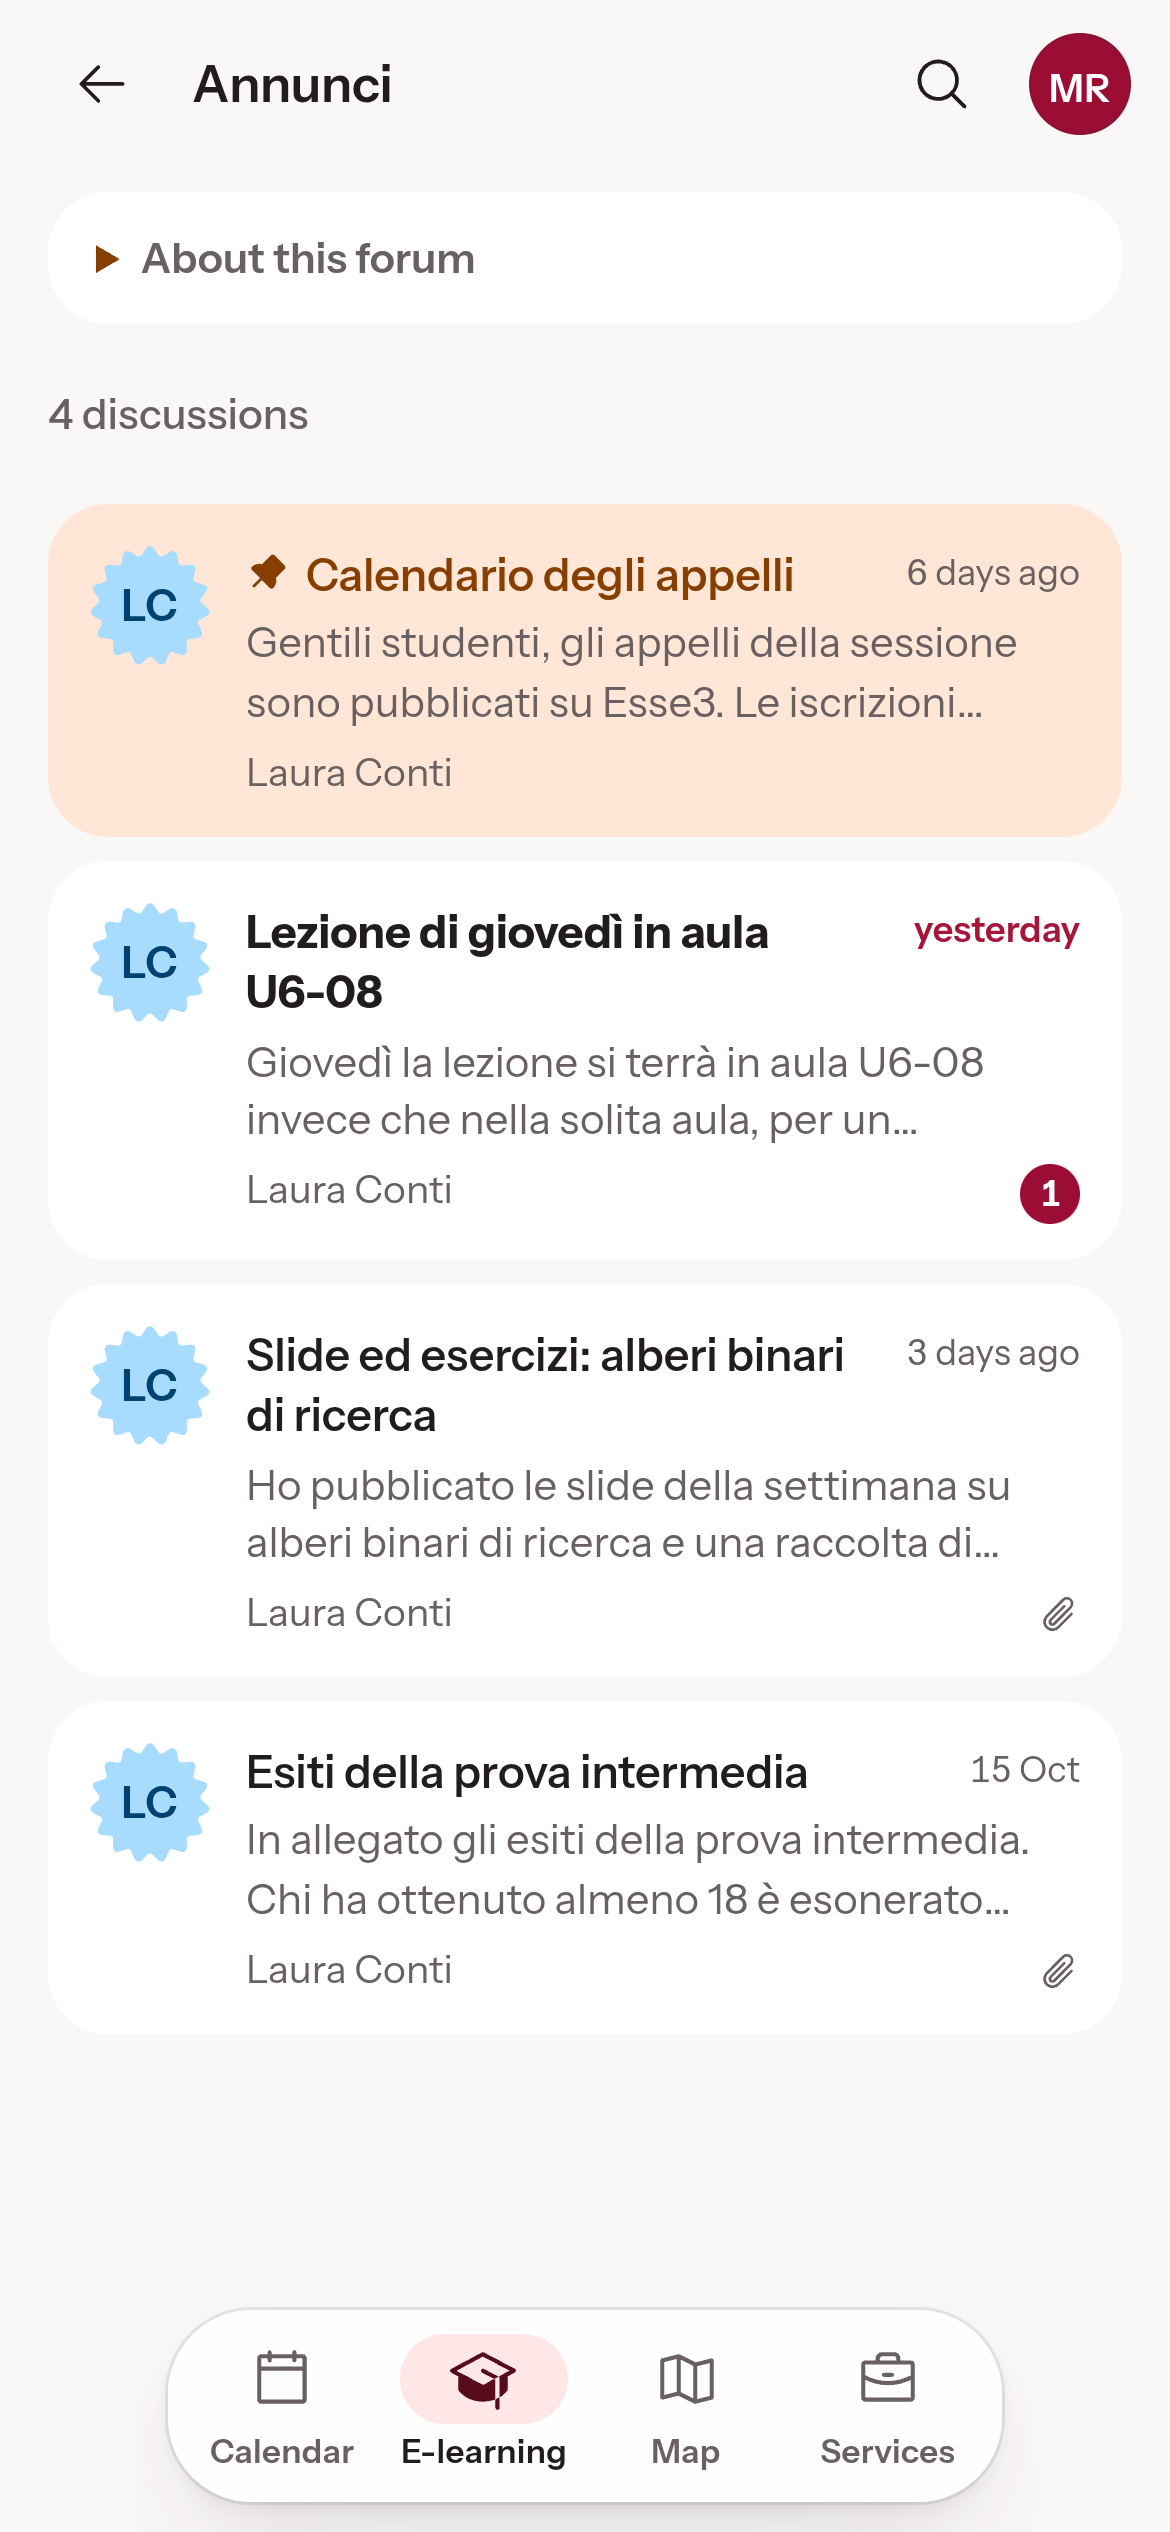 Annunci
MR
About this forum
4 discussions
LC
Calendario degli appelli
6 days ago
Gentili studenti, gli appelli della sessione
sono pubblicati su Esse3. Le iscrizioni...
Laura Conti
LC
Lezione di giovedì in aula
U6-08
yesterday
Giovedì la lezione si terrà in aula U6-08
invece che nella solita aula, per un...
Laura Conti
1
LC
Slide ed esercizi: alberi binari
di ricerca
3 days ago
Ho pubblicato le slide della settimana su
alberi binari di ricerca e una raccolta di...
Laura Conti
LC
Esiti della prova intermedia
15 Oct
In allegato gli esiti della prova intermedia.
Chi ha ottenuto almeno 18 è esonerato...
Laura Conti
Calendar
E-learning
Map
Services